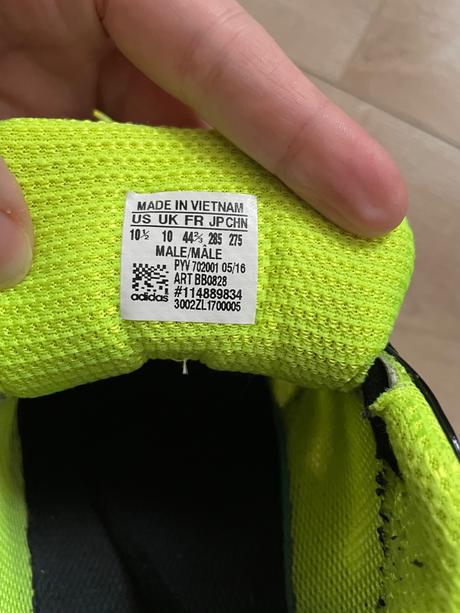 MADE IN VIETNAM
US UK FR JP CHN
10½ 10 44⅔ 285 275
MALE/MÂLE
PYV 702001 05/16
ART BB0828
adidas #114889834
3002ZL1700005